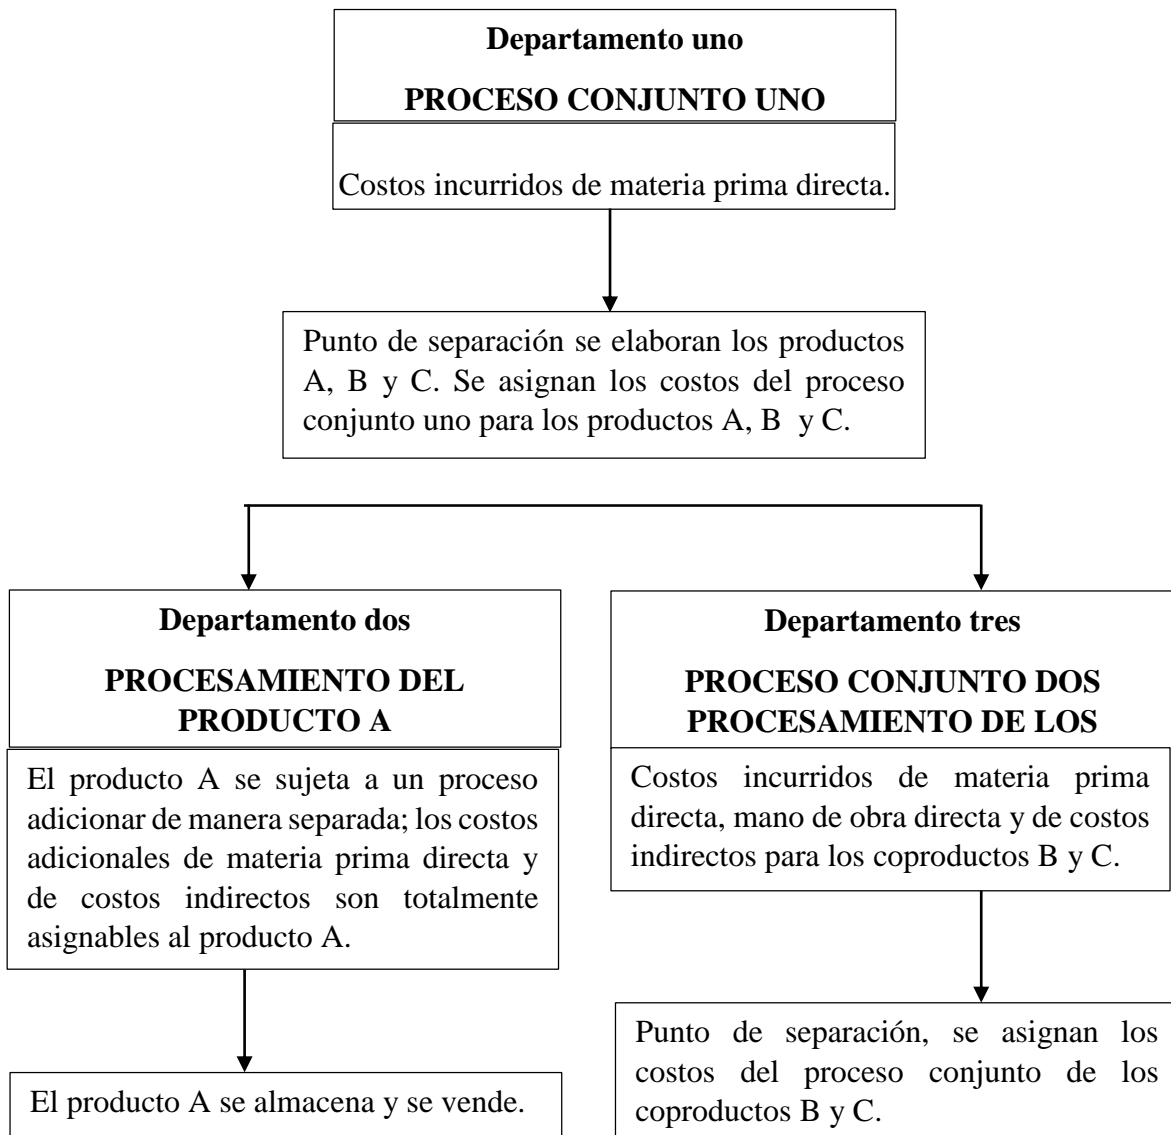 Departamento uno
PROCESO CONJUNTO UNO
Costos incurridos de materia prima directa.
Punto de separación se elaboran los productos
A, B y C. Se asignan los costos del proceso
conjunto uno para los productos A, B y C.
Departamento dos
PROCESAMIENTO DEL
PRODUCTO A
El producto A se sujeta a un proceso
adicionar de manera separada; los costos
adicionales de materia prima directa y
de costos indirectos son totalmente
asignables al producto A.
El producto A se almacena y se vende.
Departamento tres
PROCESO CONJUNTO DOS
PROCESAMIENTO DE LOS
Costos incurridos de materia prima
directa, mano de obra directa y de costos
indirectos para los coproductos B y C.
Punto de separación, se asignan los
costos del proceso conjunto de los
coproductos B y C.